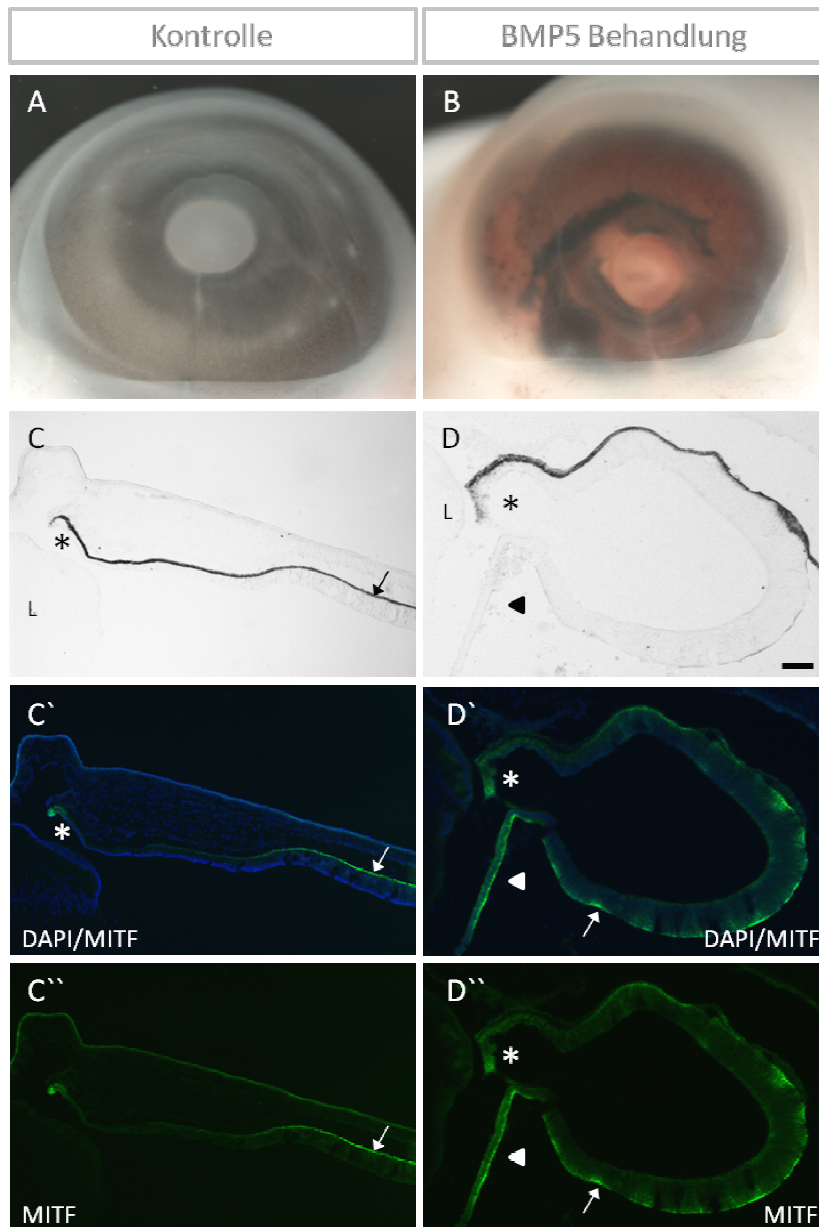 Kontrolle
BMP5 Behandlung
A
B
C
*
L
D
*
L
C`
*
DAPI/MITF
D`
*
DAPI/MITF
C``
*
MITF
D``
*
MITF